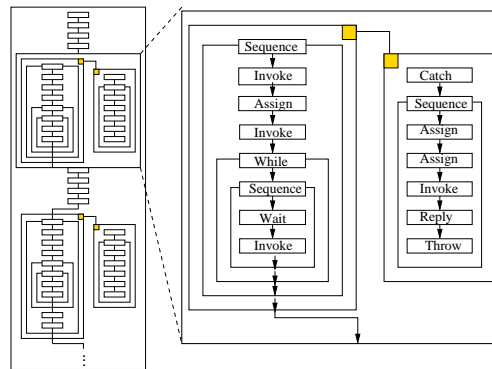 Sequence
Invoke
Assign
Invoke
While
Sequence
Wait
Invoke
Catch
Sequence
Assign
Assign
Invoke
Reply
Throw